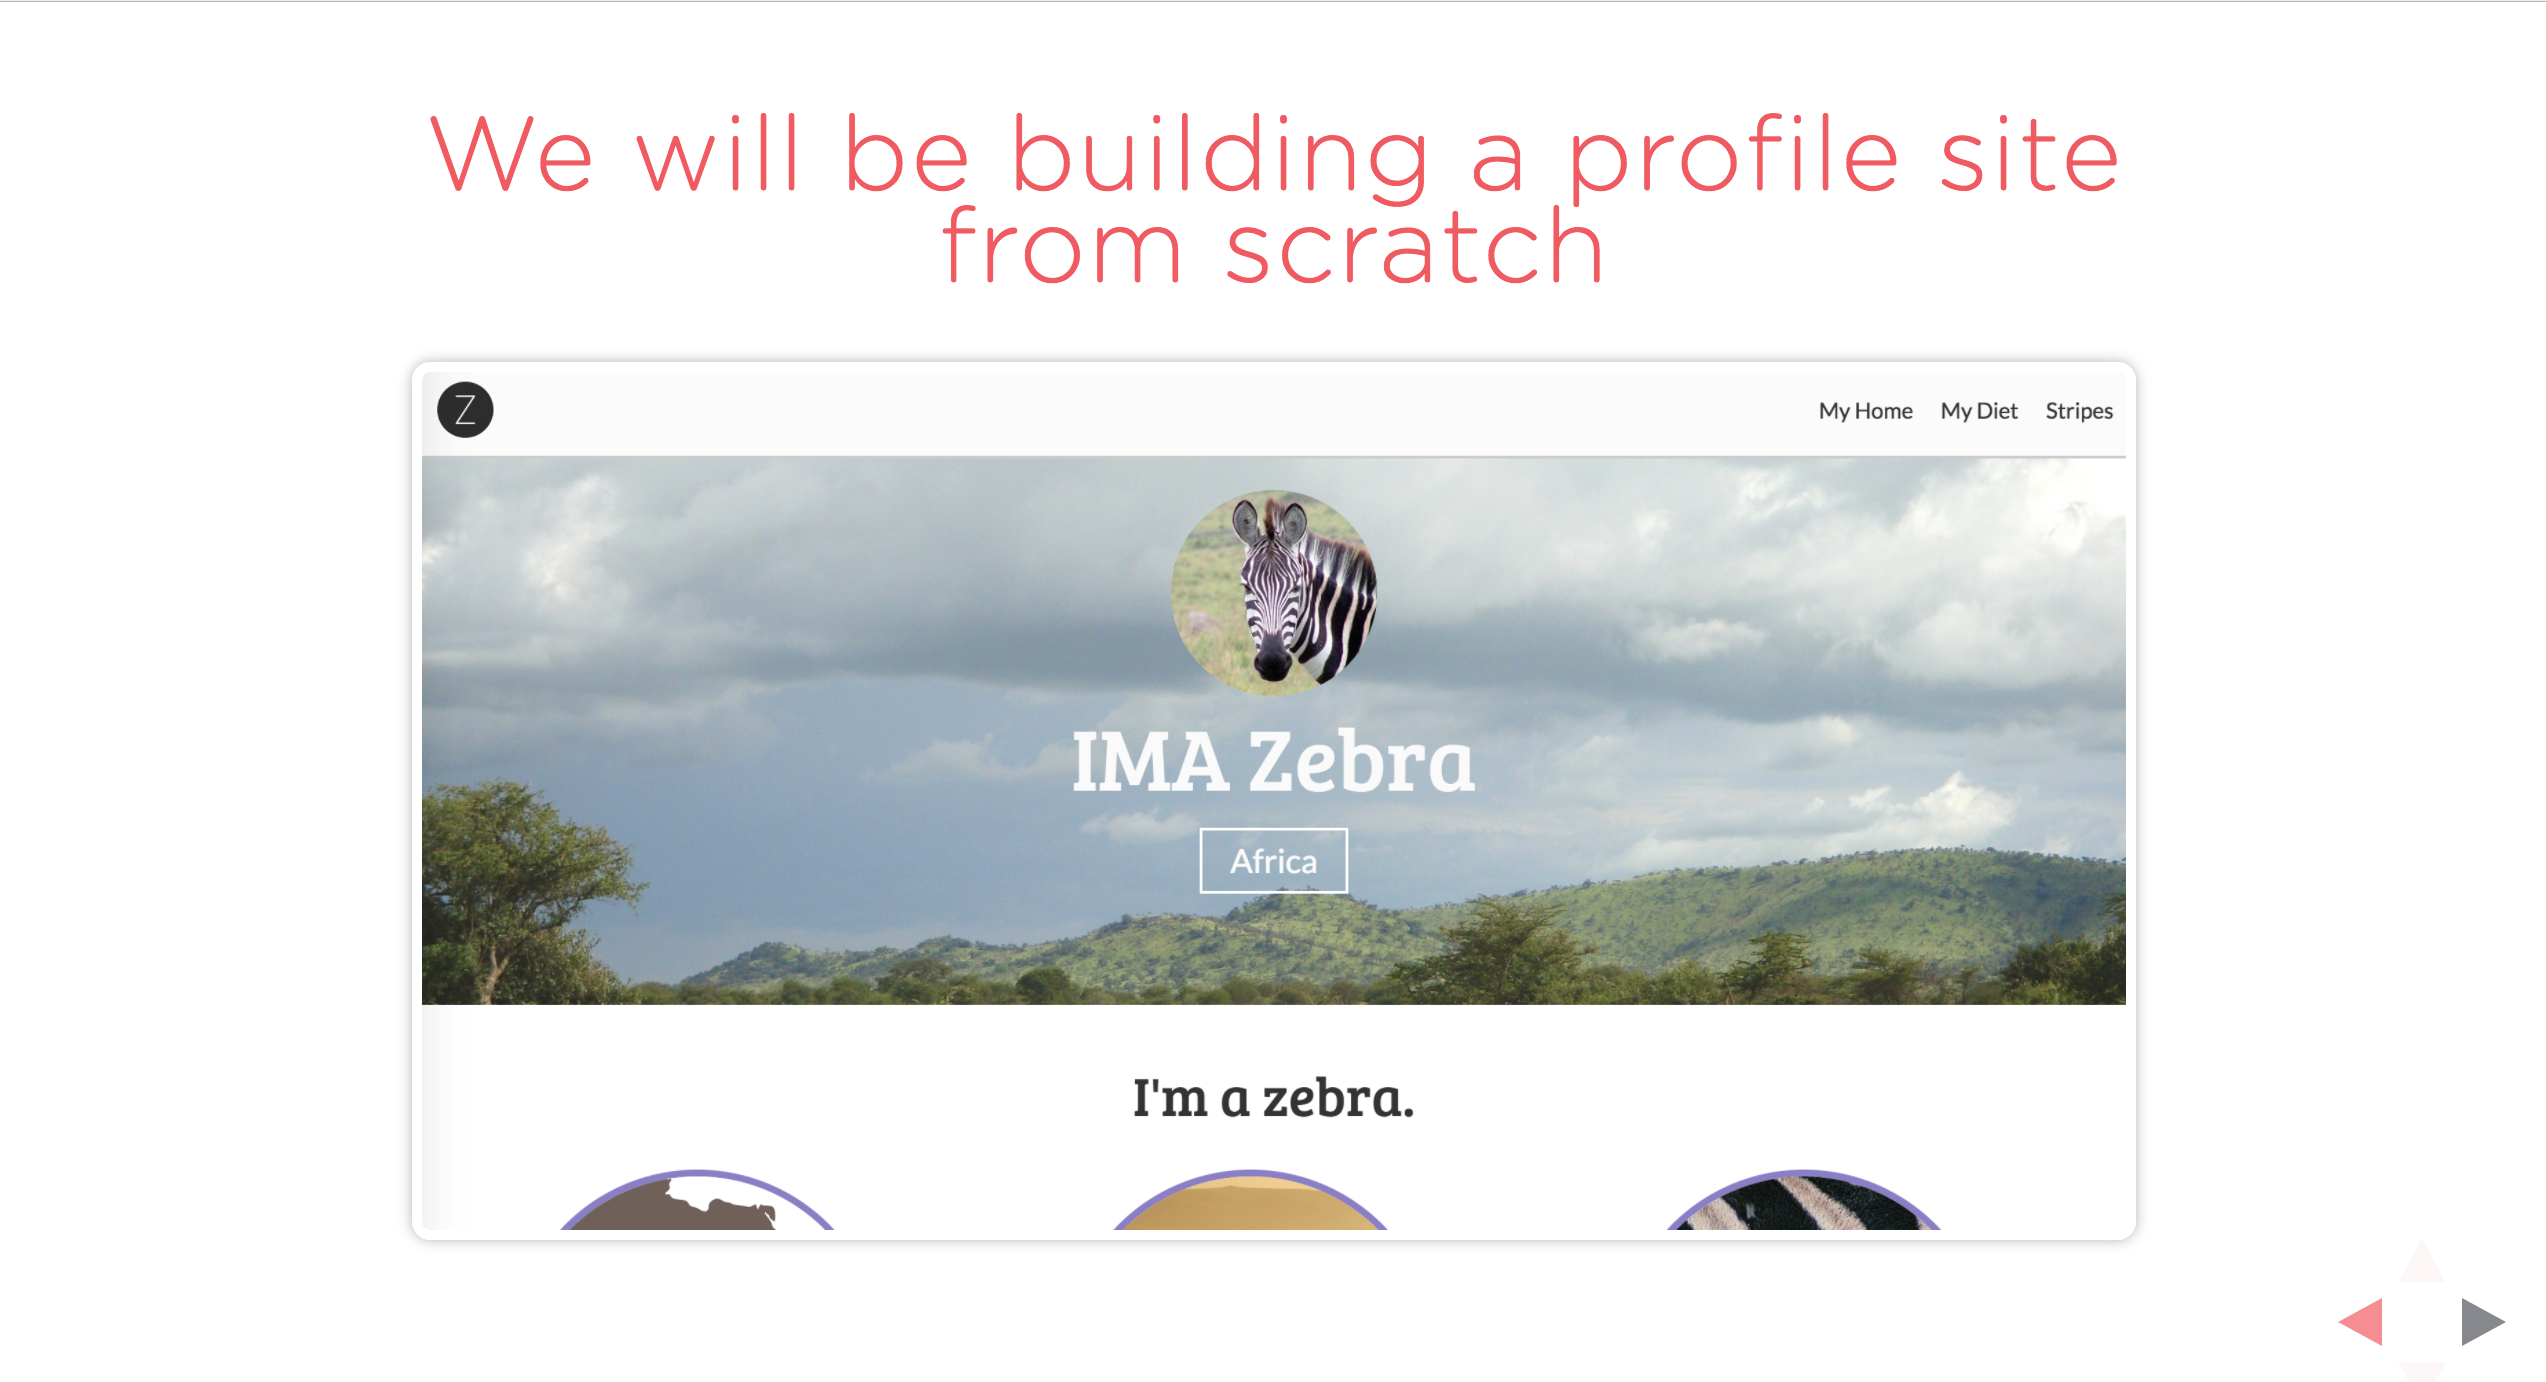 We will be building a profile site
from scratch
Z
My Home My Diet Stripes
IMA Zebra
Africa
I'm a zebra.